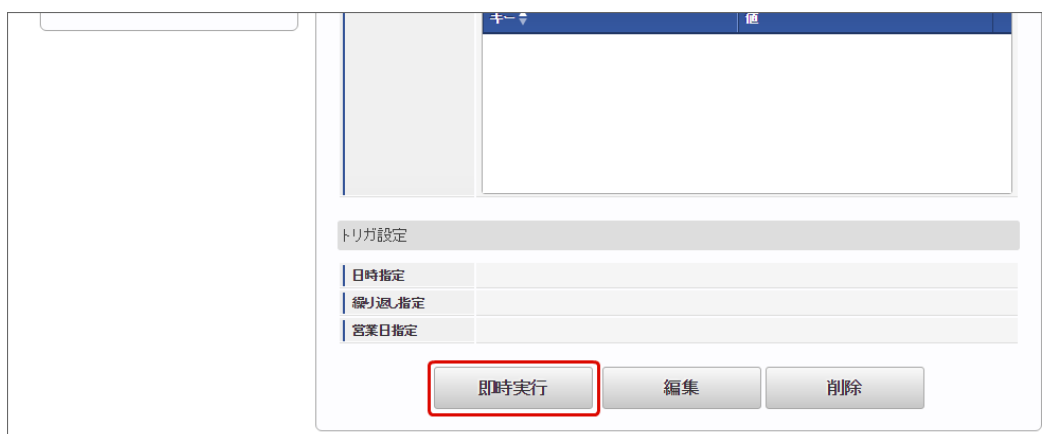 キー 値
トリガ設定
日時指定
繰り返し指定
営業日指定
即時実行 編集 削除